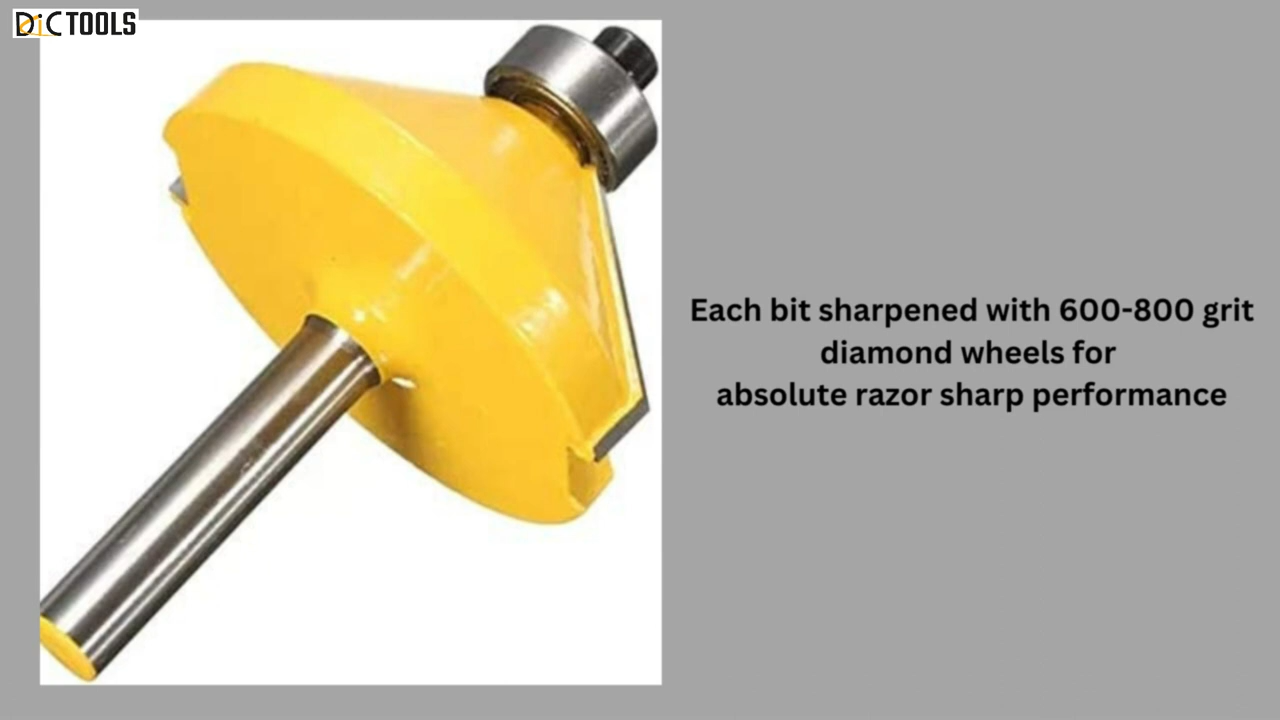 DIC TOOLS
Each bit sharpened with 600-800 grit
diamond wheels for
absolute razor sharp performance